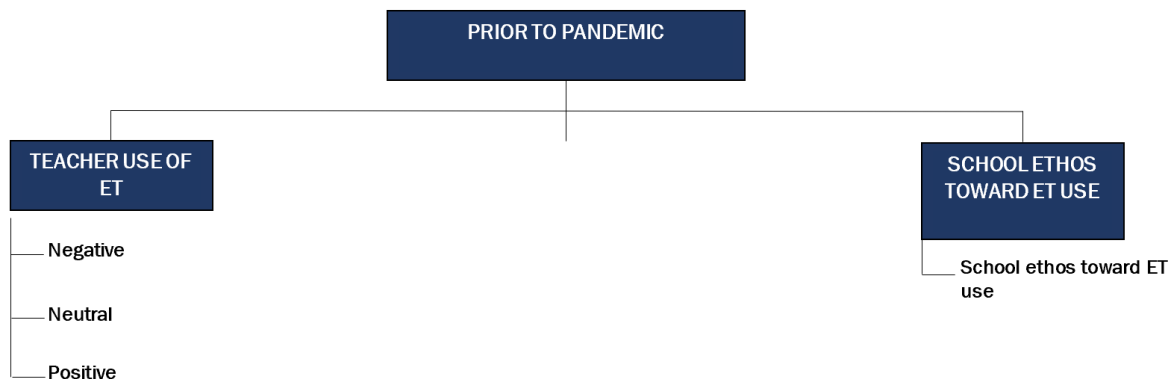 PRIOR TO PANDEMIC
TEACHER USE OF
ET
Negative
Neutral
Positive
SCHOOL ETHOS
TOWARD ET USE
School ethos toward ET
use